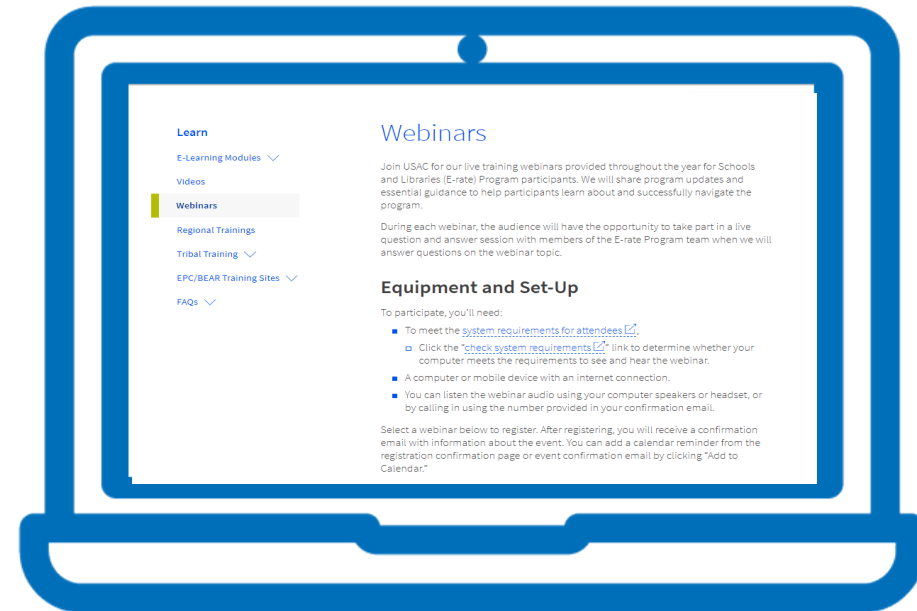 Learn
E-Learning Modules
Videos
Webinars
Regional Trainings
Tribal Training
EPC/BEAR Training Sites
FAQs
Webinars
Join USAC for our live training webinars provided throughout the year for Schools
and Libraries (E-rate) Program participants. We will share program updates and
essential guidance to help participants learn about and successfully navigate the
program.
During each webinar, the audience will have the opportunity to take part in a live
question and answer session with members of the E-rate Program team when we will
answer questions on the webinar topic.
Equipment and Set-Up
To participate, you'll need:
To meet the system requirements for attendees.
Click the "check system requirements" link to determine whether your
computer meets the requirements to see and hear the webinar.
A computer or mobile device with an internet connection.
You can listen the webinar audio using your computer speakers or headset, or
by calling in using the number provided in your confirmation email.
Select a webinar below to register. After registering, you will receive a confirmation
email with information about the event. You can add a calendar reminder from the
registration confirmation page or event confirmation email by clicking "Add to
Calendar."